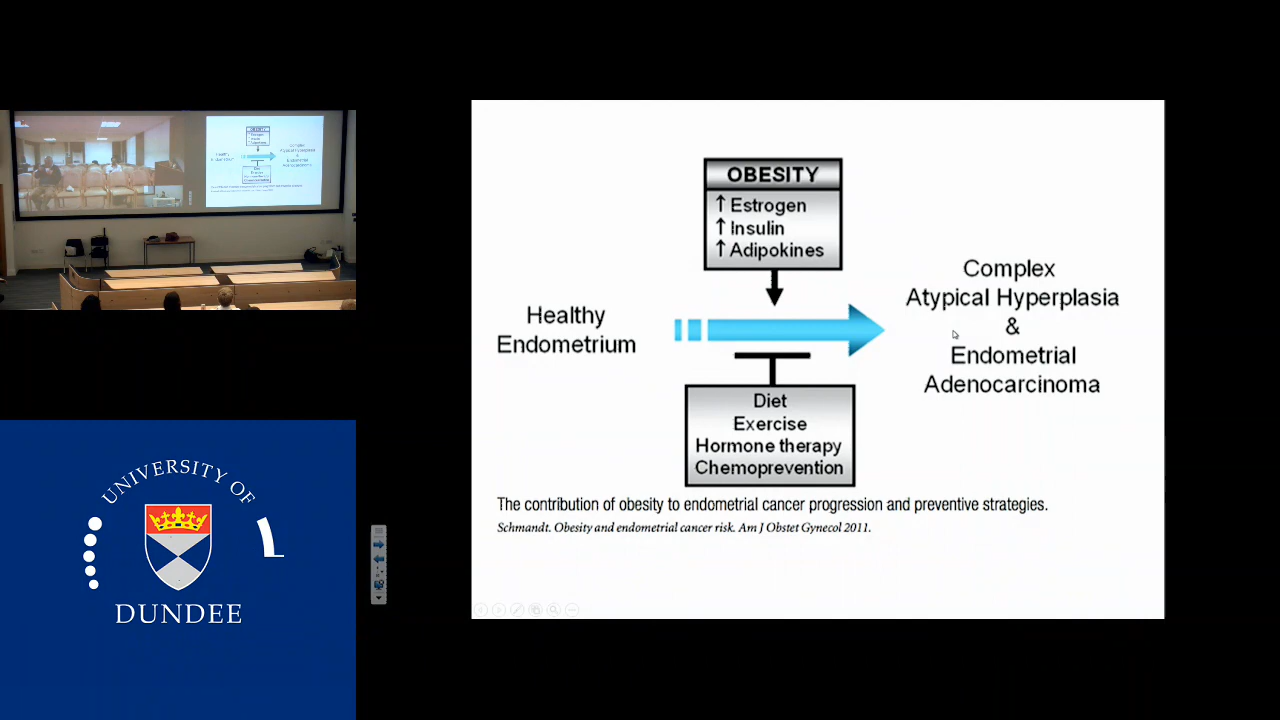 OBESITY
↑ Estrogen
↑ Insulin
↑ Adipokines
Healthy
Endometrium
Complex
Atypical Hyperplasia
&
Endometrial
Adenocarcinoma
Diet
Exercise
Hormone therapy
Chemoprevention
The contribution of obesity to endometrial cancer progression and preventive strategies.
Schmandt. Obesity and endometrial cancer risk. Am J Obstet Gynecol 2011.
UNIVERSITY OF
DUNDEE